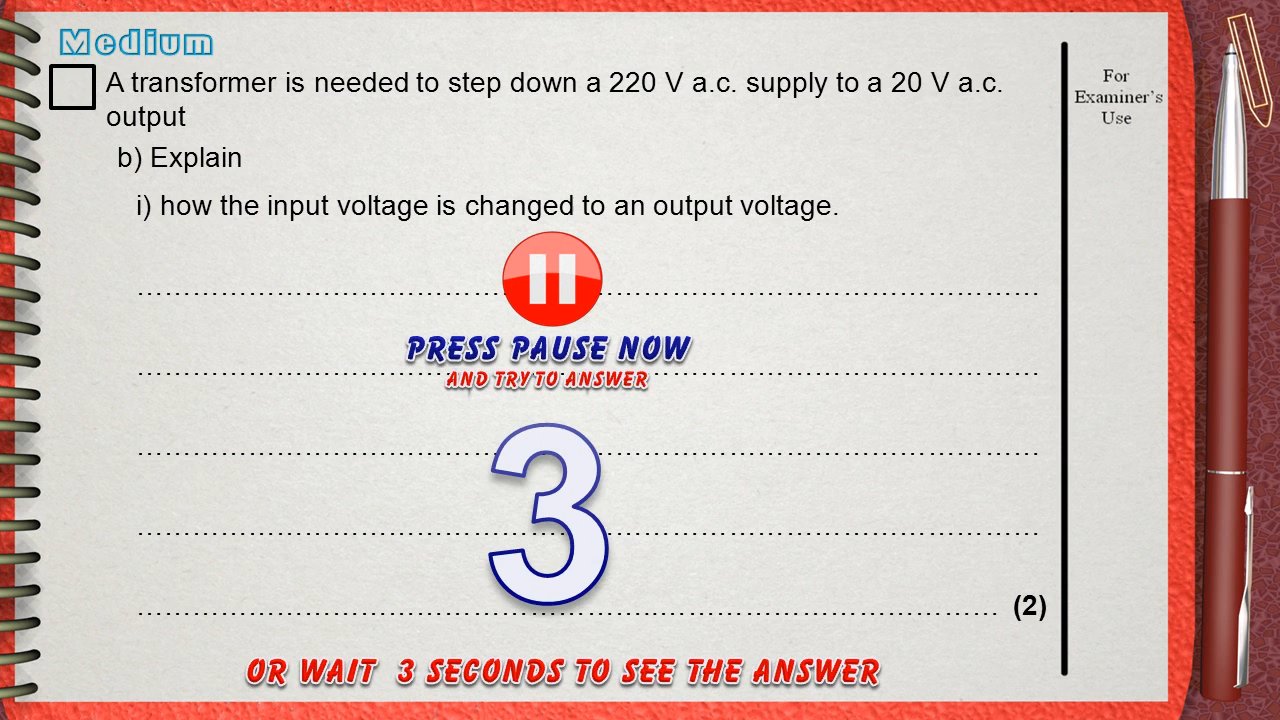 Medium
A transformer is needed to step down a 220 V a.c. supply to a 20 V a.c.
output
b) Explain
i) how the input voltage is changed to an output voltage.
PRESS PAUSE NOW
AND TRY TO ANSWER
3
(2)
OR WAIT 3 SECONDS TO SEE THE ANSWER
For
Examiner's
Use